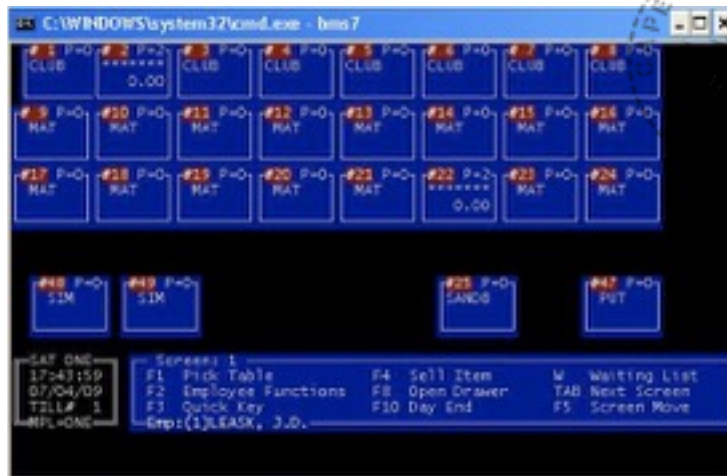 C:\WINDOWS\system32\cmd.exe - bms7
#1 P=0 #2 P=2 #3 P=0 #4 P=0 #5 P=0 #6 P=0 #7 P=0 #8 P=0
CLUB ******* CLUB CLUB CLUB CLUB CLUB CLUB
0.00
#9 P=0 #10 P=0 #11 P=0 #12 P=0 #13 P=0 #14 P=0 #15 P=0 #16 P=0
MAT MAT MAT MAT MAT MAT MAT MAT
#17 P=0 #18 P=0 #19 P=0 #20 P=0 #21 P=0 #22 P=2 #23 P=0 #24 P=0
MAT MAT MAT MAT MAT ******* MAT MAT
0.00
#48 P=0 #49 P=0 #25 P=0 #47 P=0
SIM SIM SANDB PUT
SAT ONE Screen: 1
17:43:59 F1 Pick Table F4 Sell Item W Waiting List
07/04/09 F2 Employee Functions F8 Open Drawer TAB Next Screen
TILL# 1 F3 Quick Key F10 Day End F5 Screen Move
MPL=ONE Emp:(1)LEASK, J.D.